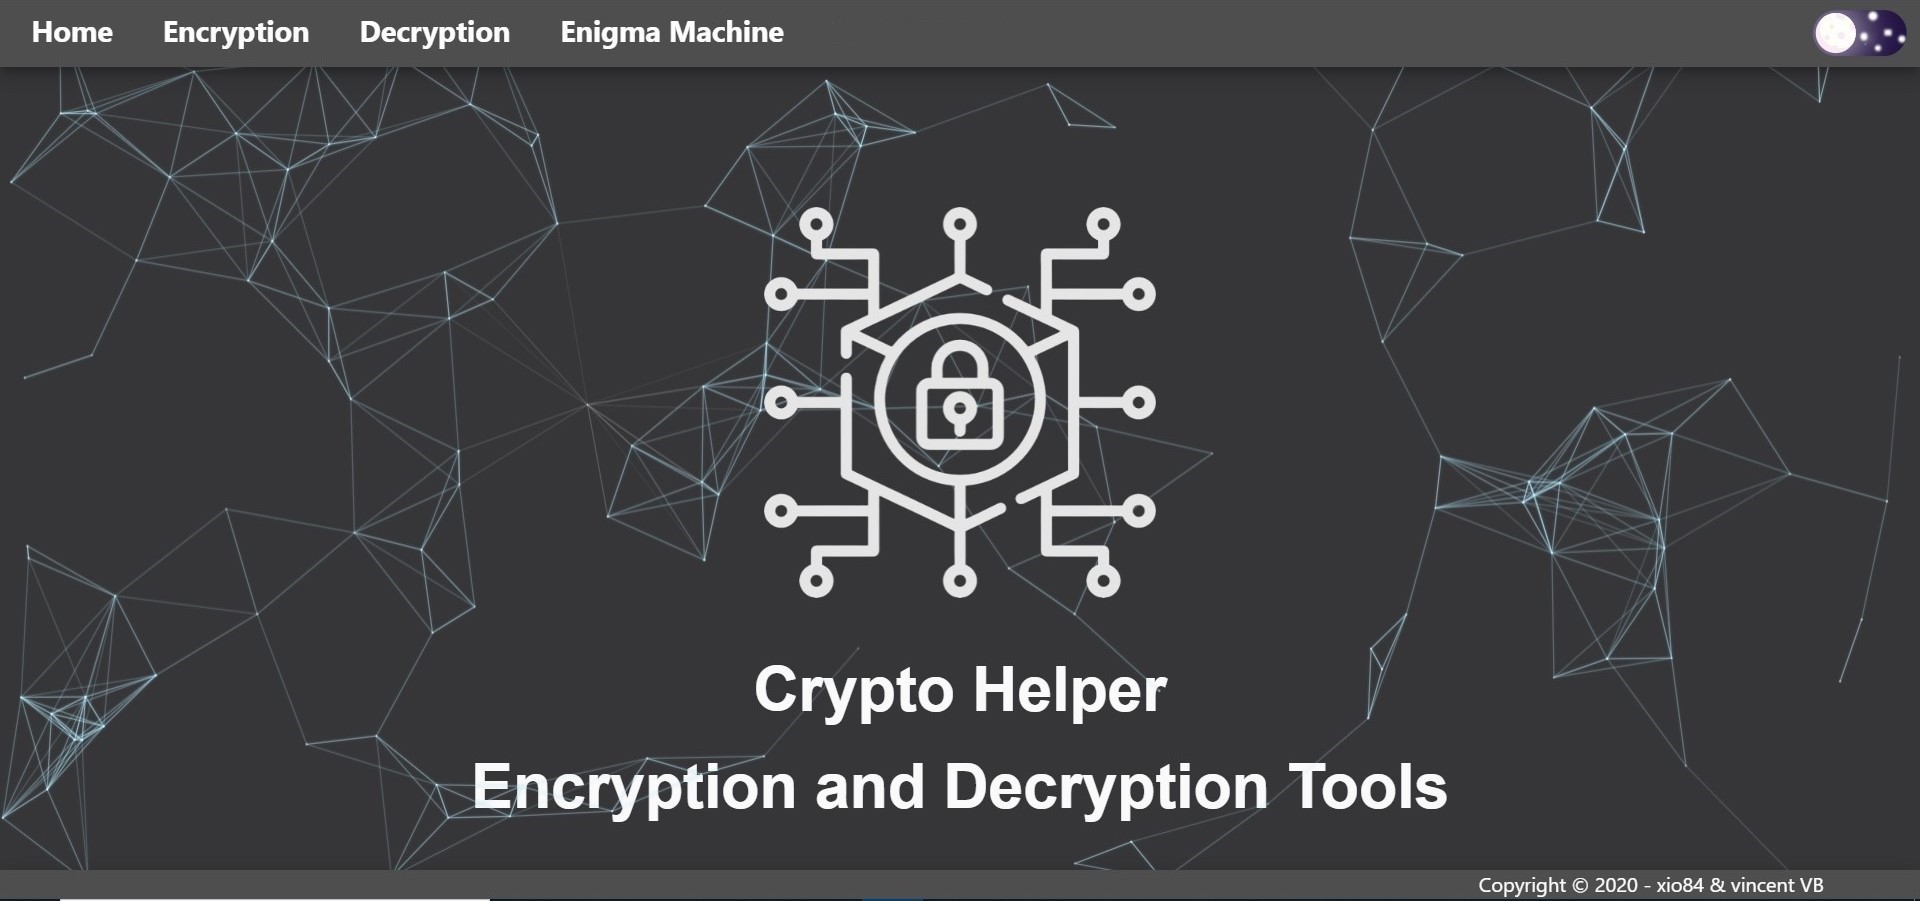 Home Encryption Decryption Enigma Machine
Crypto Helper
Encryption and Decryption Tools
Copyright © 2020 - xio84 & vincent VB